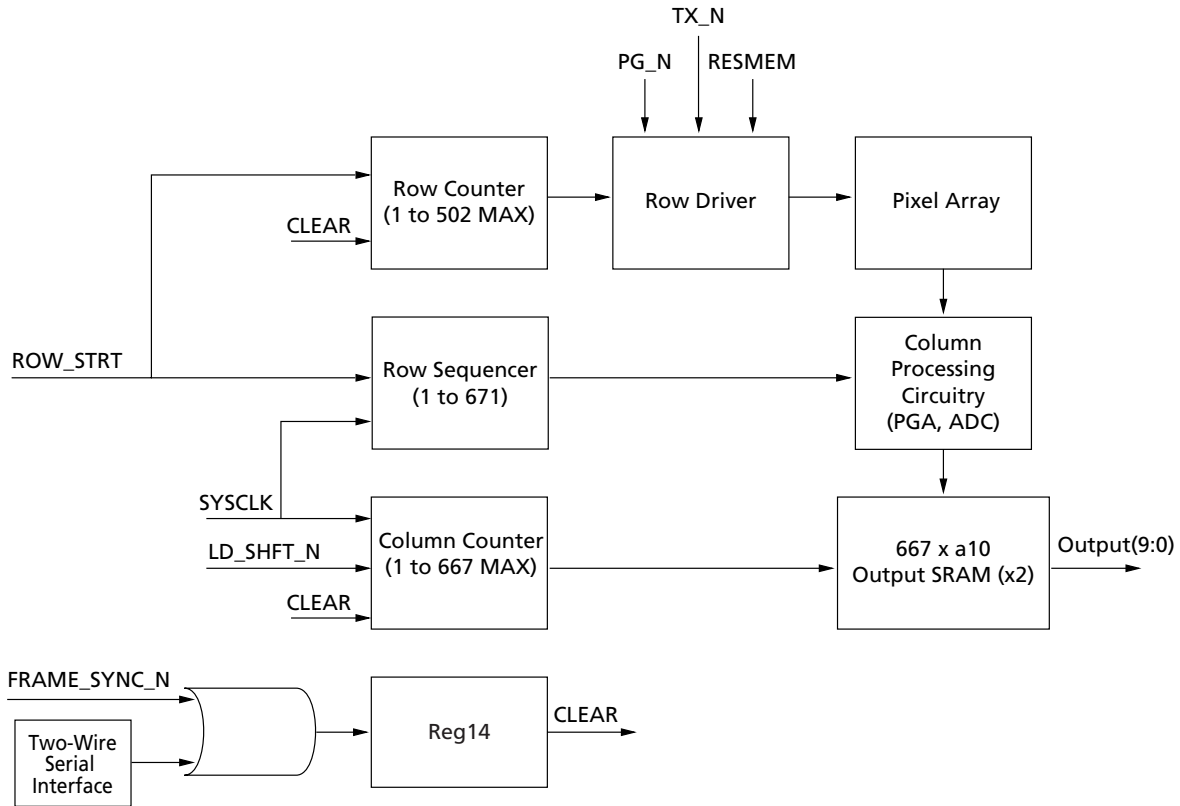 TX_N
PG_N
RESMEM
Row Counter
(1 to 502 MAX)
Row Driver
Pixel Array
CLEAR
ROW_STRT
Row Sequencer
(1 to 671)
Column
Processing
Circuitry
(PGA, ADC)
SYSCLK
LD_SHFT_N
Column Counter
(1 to 667 MAX)
CLEAR
667 x a10
Output SRAM (x2)
Output(9:0)
FRAME_SYNC_N
Two-Wire
Serial
Interface
Reg14
CLEAR